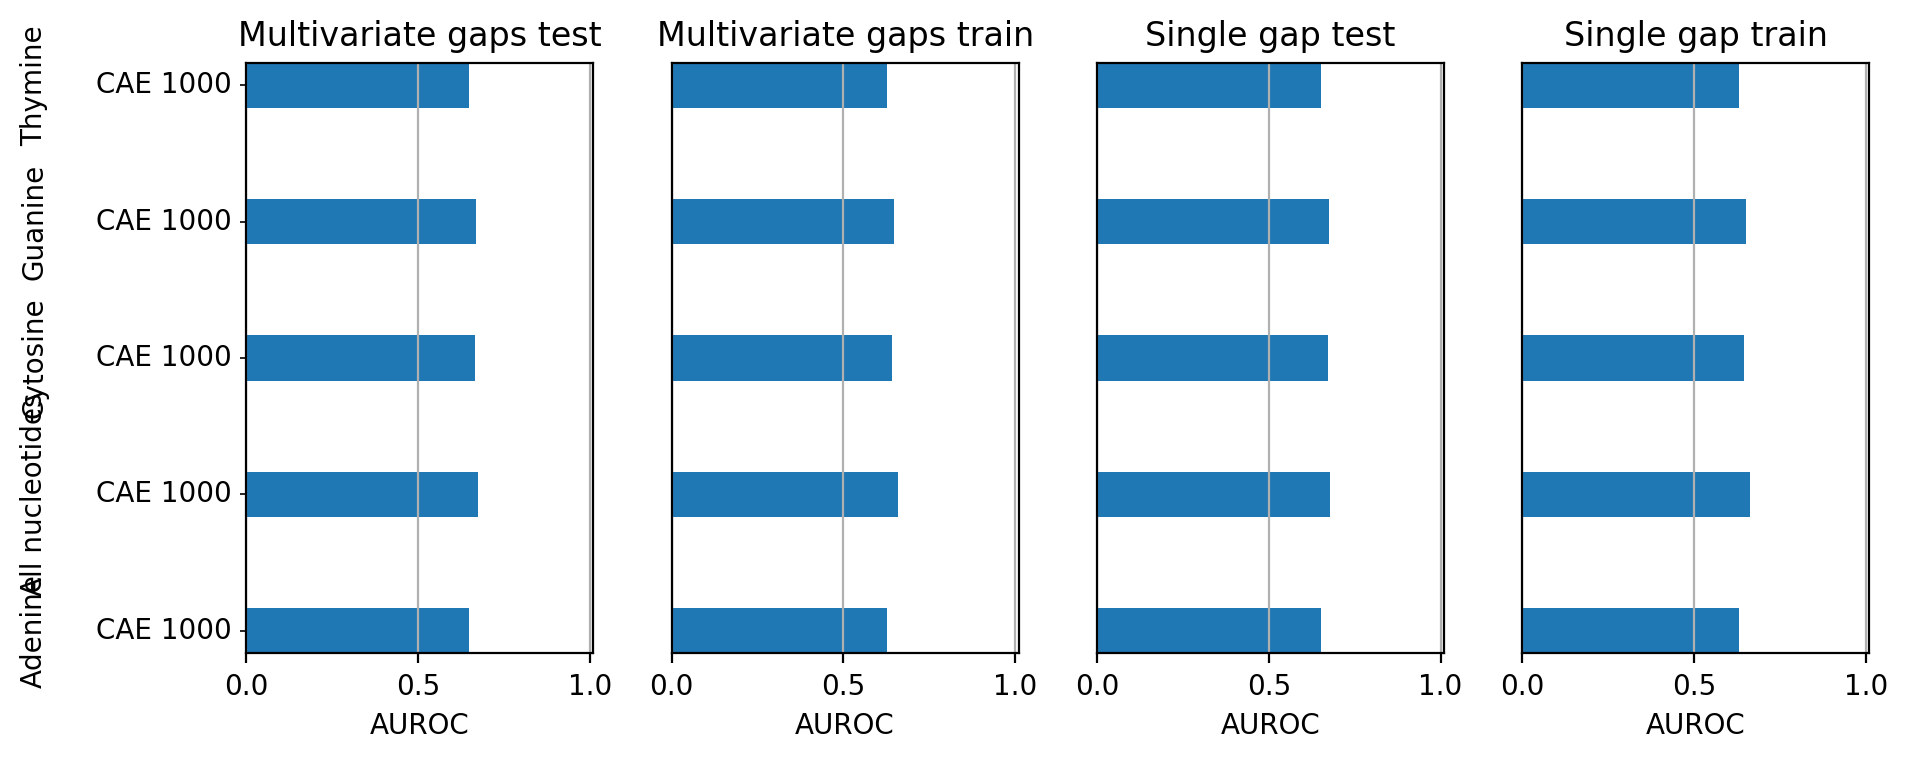 Multivariate gaps test
Multivariate gaps train
Single gap test
Single gap train
Thymine
CAE 1000
Guanine
CAE 1000
Cytosine
CAE 1000
All nucleotides
CAE 1000
Adenine
CAE 1000
0.0 0.5 1.0
0.0 0.5 1.0
0.0 0.5 1.0
0.0 0.5 1.0
AUROC
AUROC
AUROC
AUROC